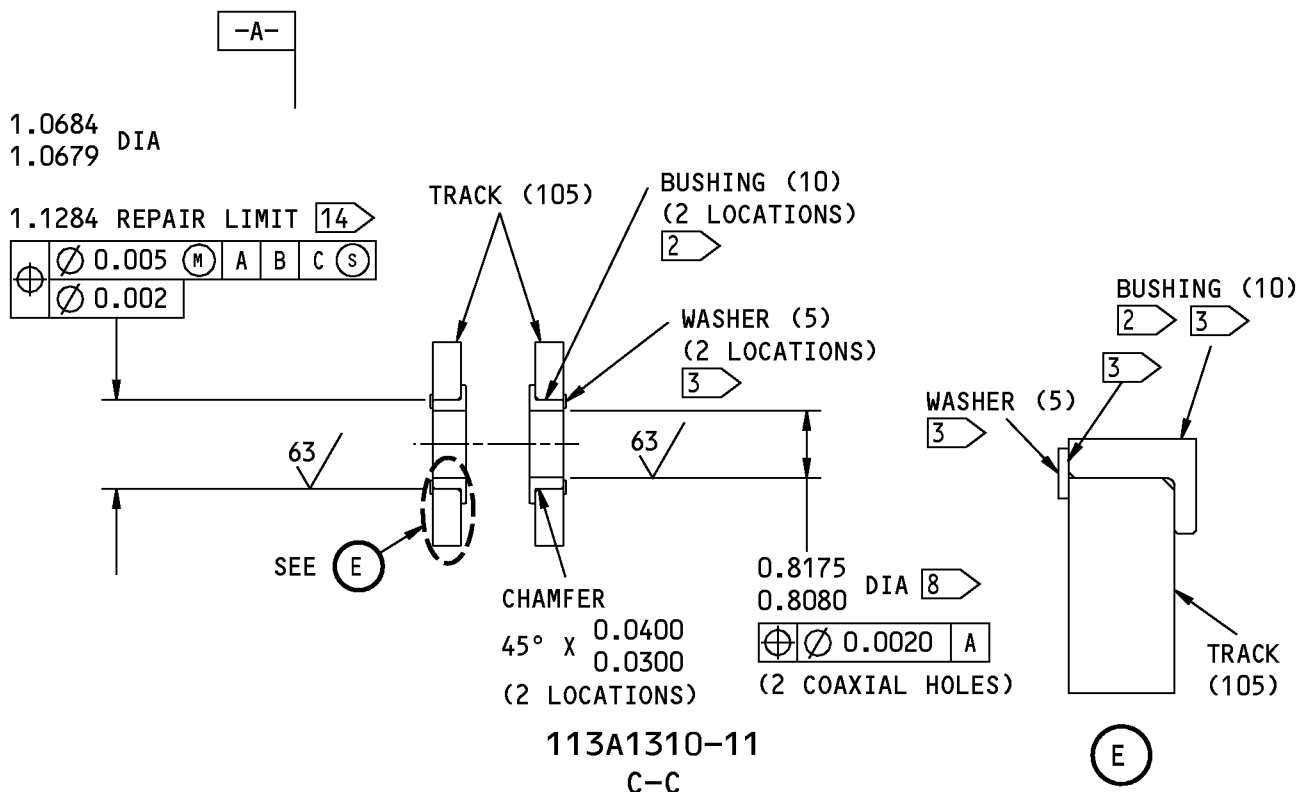 -A-
1.0684
1.0679
DIA
1.1284 REPAIR LIMIT 14
⌖ Ø 0.005 Ⓜ A B C Ⓢ
Ø 0.002
TRACK (105)
BUSHING (10)
(2 LOCATIONS)
2
WASHER (5)
(2 LOCATIONS)
3
63
63
SEE E
CHAMFER
45° X 0.0400
0.0300
(2 LOCATIONS)
0.8175
0.8080
DIA 8
⌖ Ø 0.0020 A
(2 COAXIAL HOLES)
113A1310-11
C-C
BUSHING (10)
2 3
3
WASHER (5)
3
TRACK
(105)
E